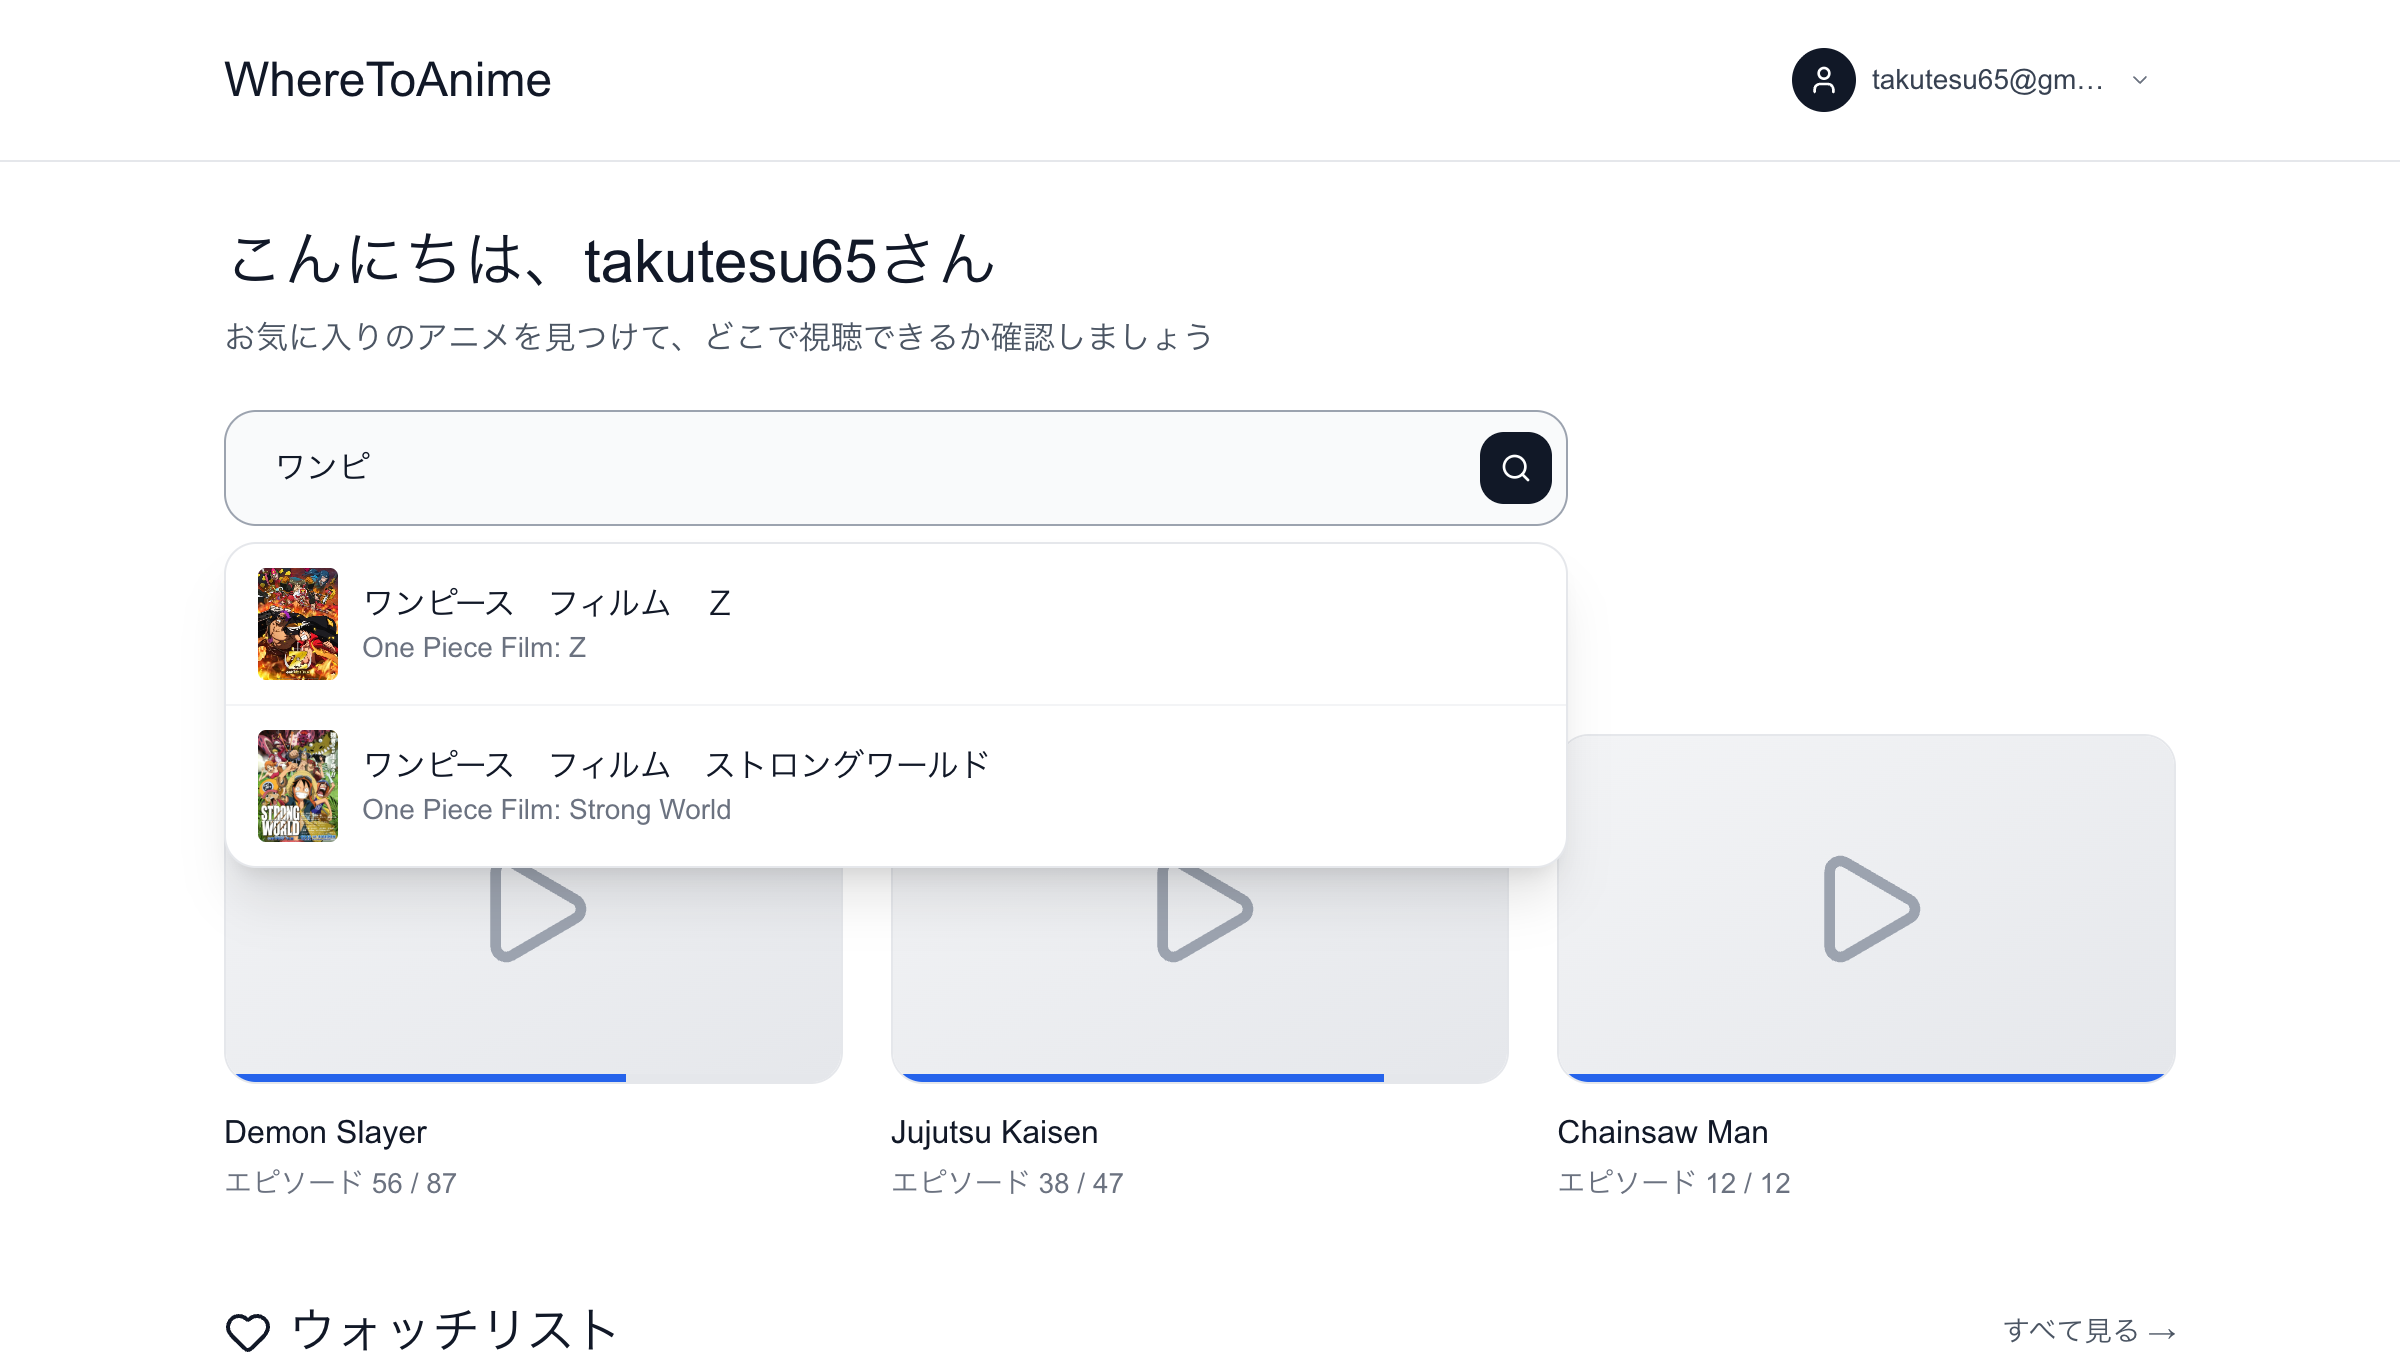 WhereToAnime
takutesu65@gm...
こんにちは、takutesu65さん
お気に入りのアニメを見つけて、どこで視聴できるか確認しましょう
ワンピ
ワンピース　フィルム　Z
One Piece Film: Z
ワンピース　フィルム　ストロングワールド
One Piece Film: Strong World
STRONG
WORLD
Demon Slayer
エピソード 56 / 87
Jujutsu Kaisen
エピソード 38 / 47
Chainsaw Man
エピソード 12 / 12
ウォッチリスト
すべて見る →